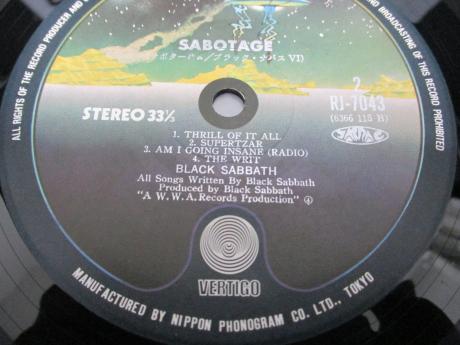 SABOTAGE
サボタージュ/ブラック・サバスVI)
2
RJ-7043
(6366 115 B)
STEREO 33⅓
1. THRILL OF IT ALL
2. SUPERTZAR
3. AM I GOING INSANE (RADIO)
4. THE WRIT
BLACK SABBATH
All Songs Written By Black Sabbath
Produced by Black Sabbath
"A W.W.A. Records Production" ④
VERTIGO
MANUFACTURED BY NIPPON PHONOGRAM CO. LTD., TOKYO
ALL RIGHTS OF THE RECORD PRODUCER AND
BROADCASTING OF THIS RECORD PROHIBITED